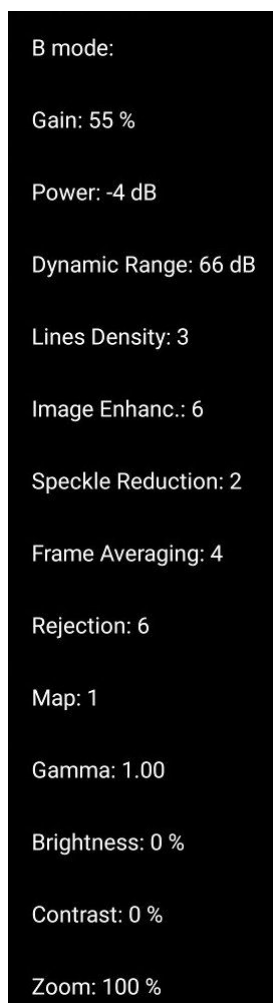 B mode:
Gain: 55 %
Power: -4 dB
Dynamic Range: 66 dB
Lines Density: 3
Image Enhanc.: 6
Speckle Reduction: 2
Frame Averaging: 4
Rejection: 6
Map: 1
Gamma: 1.00
Brightness: 0 %
Contrast: 0 %
Zoom: 100 %